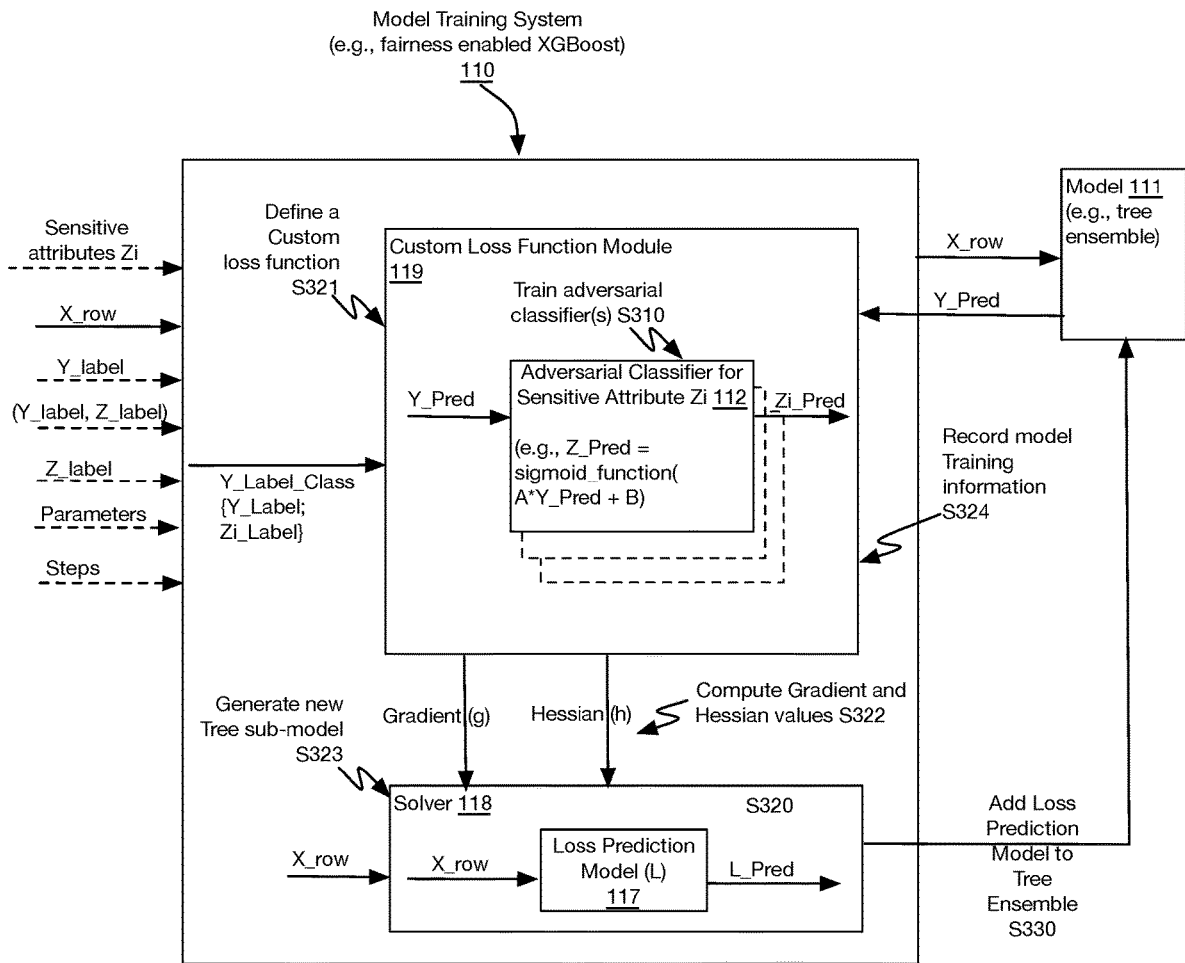 Model Training System
(e.g., fairness enabled XGBoost)
110
Sensitive
attributes Zi
X_row
Y_label
(Y_label, Z_label)
Z_label
Parameters
Steps
Define a
Custom
loss function
S321
Custom Loss Function Module
119
Train adversarial
classifier(s) S310
Y_Pred
Adversarial Classifier for
Sensitive Attribute Zi 112
(e.g., Z_Pred =
sigmoid_function(
A*Y_Pred + B)
Zi_Pred
Y_Label_Class
{Y_Label;
Zi_Label}
X_row
Y_Pred
Model 111
(e.g., tree
ensemble)
Record model
Training
information
S324
Generate new
Tree sub-model
S323
Gradient (g)
Hessian (h)
Compute Gradient and
Hessian values S322
Solver 118
S320
X_row
X_row
Loss Prediction
Model (L)
117
L_Pred
Add Loss
Prediction
Model to
Tree
Ensemble
S330